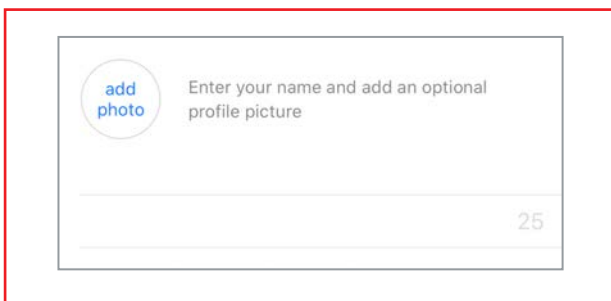 add
photo
Enter your name and add an optional
profile picture
25